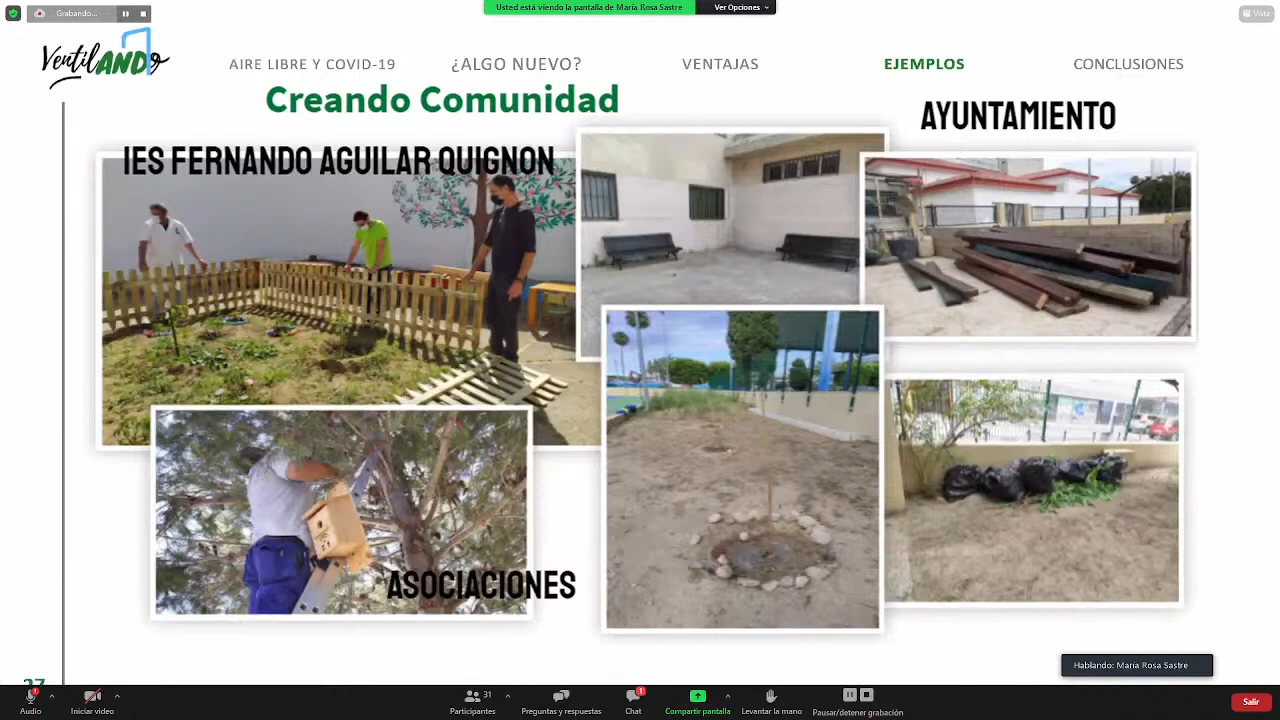 Grabando...
Usted está viendo la pantalla de María Rosa Sastre
Ver Opciones
Vista
VentilANDO
AIRE LIBRE Y COVID-19
¿ALGO NUEVO?
VENTAJAS
EJEMPLOS
CONCLUSIONES
Creando Comunidad
AYUNTAMIENTO
IES FERNANDO AGUILAR QUIGNON
ASOCIACIONES
27
Hablando: María Rosa Sastre
Audio
Iniciar video
31
Participantes
Preguntas y respuestas
1
Chat
Compartir pantalla
Levantar la mano
Pausar/detener grabación
Salir